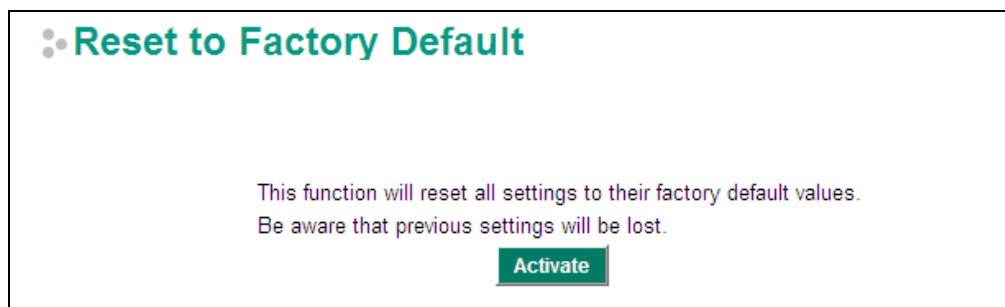 Reset to Factory Default
This function will reset all settings to their factory default values.
Be aware that previous settings will be lost.
Activate